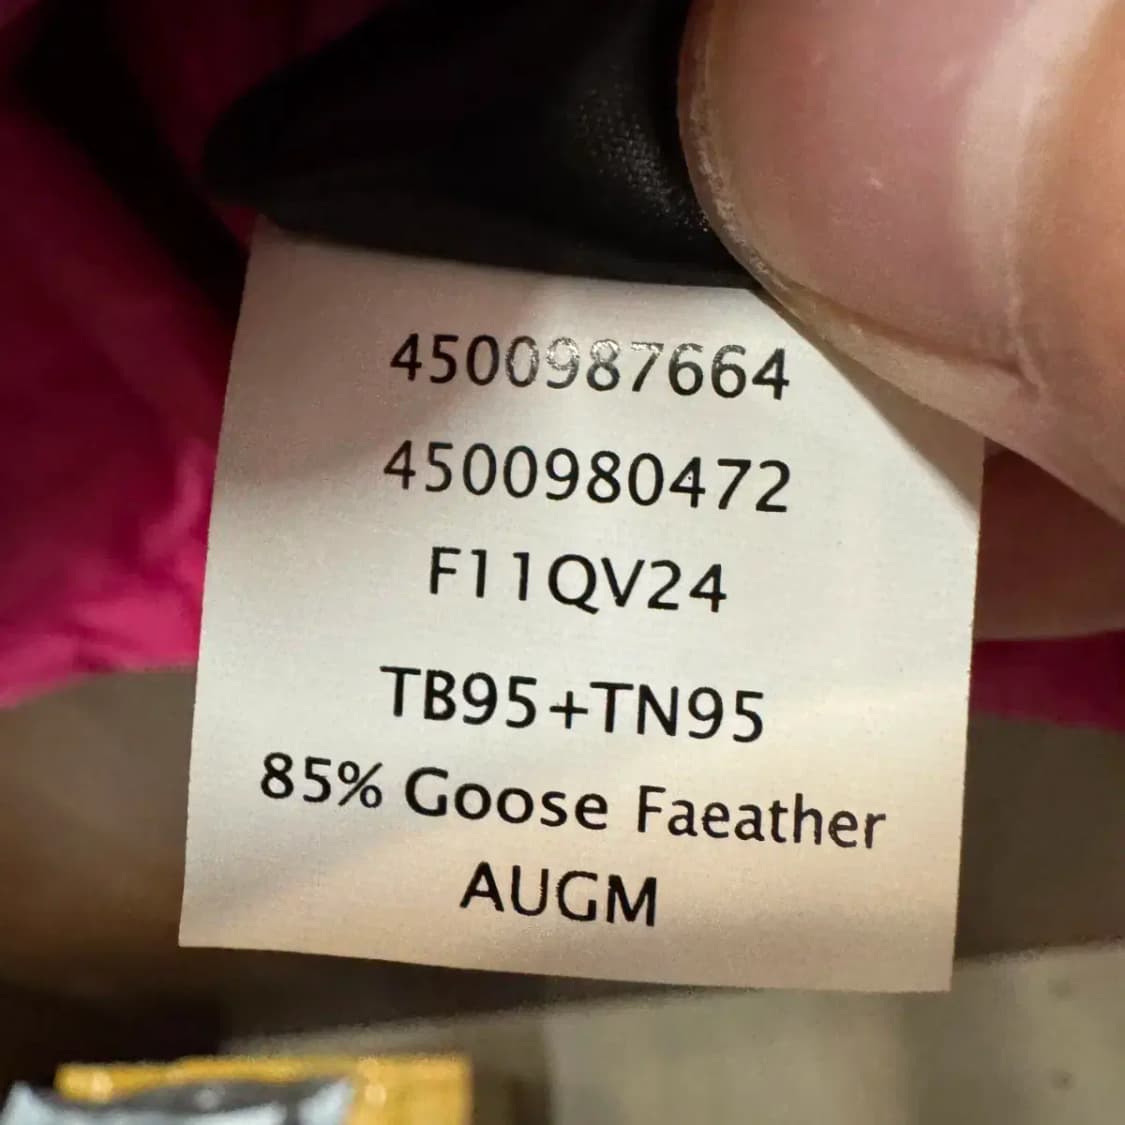 4500987664
4500980472
F11QV24
TB95+TN95
85% Goose Faeather
AUGM